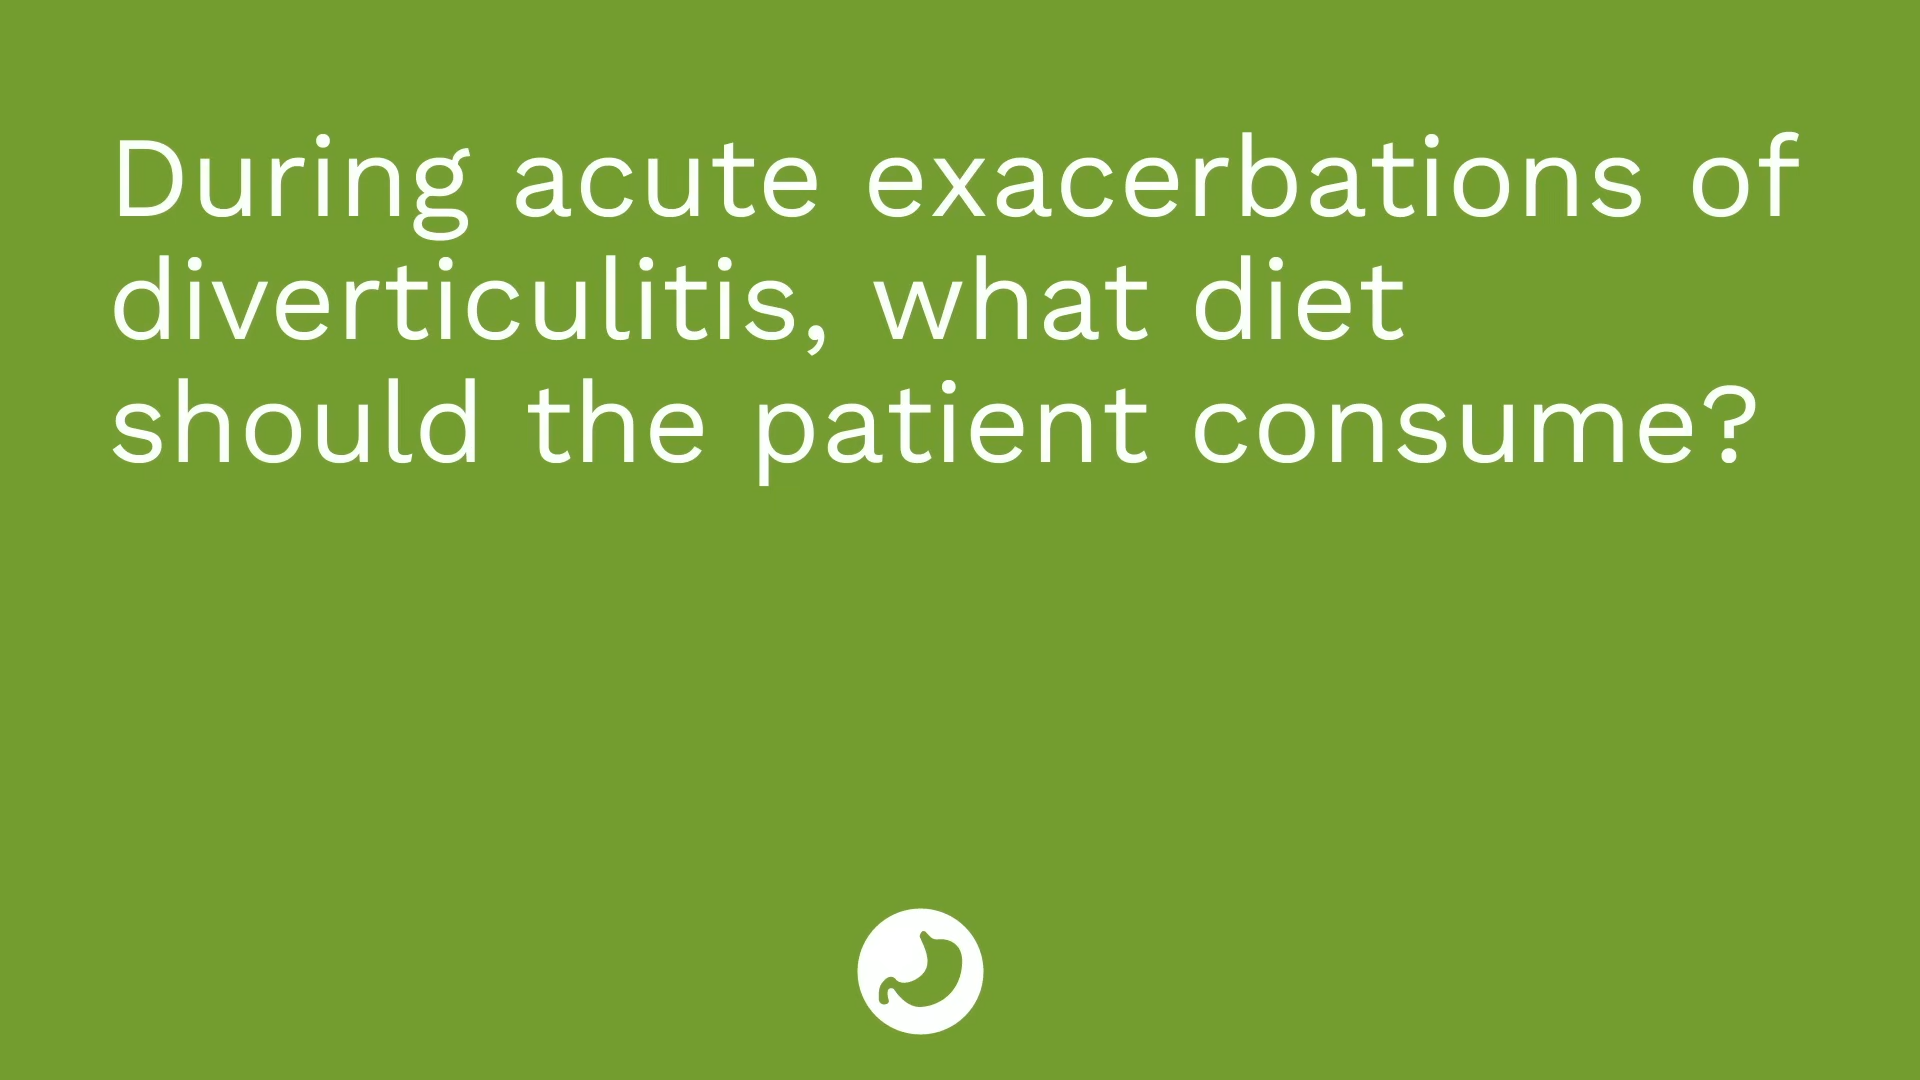 During acute exacerbations of
diverticulitis, what diet
should the patient consume?